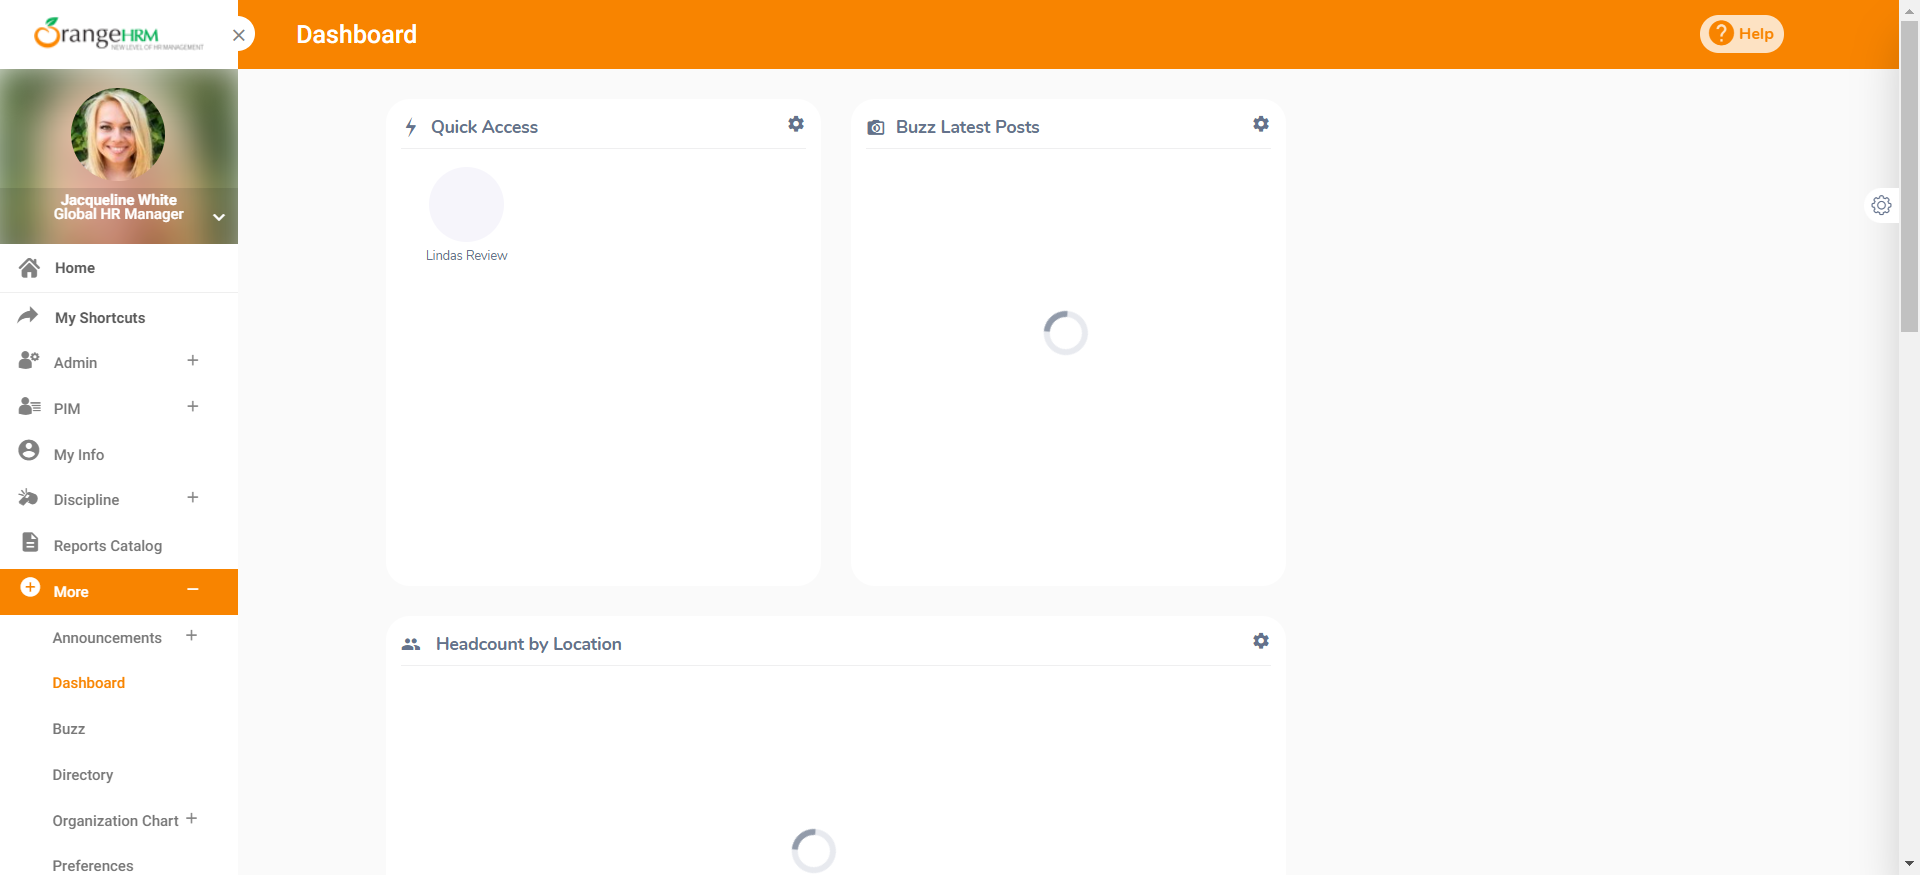 OrangeHRM
NEW LEVEL OF HR MANAGEMENT
Dashboard
? Help
Jacqueline White
Global HR Manager
Home
My Shortcuts
Admin
PIM
My Info
Discipline
Reports Catalog
More
Announcements
Dashboard
Buzz
Directory
Organization Chart
Preferences
Quick Access
Lindas Review
Buzz Latest Posts
Headcount by Location